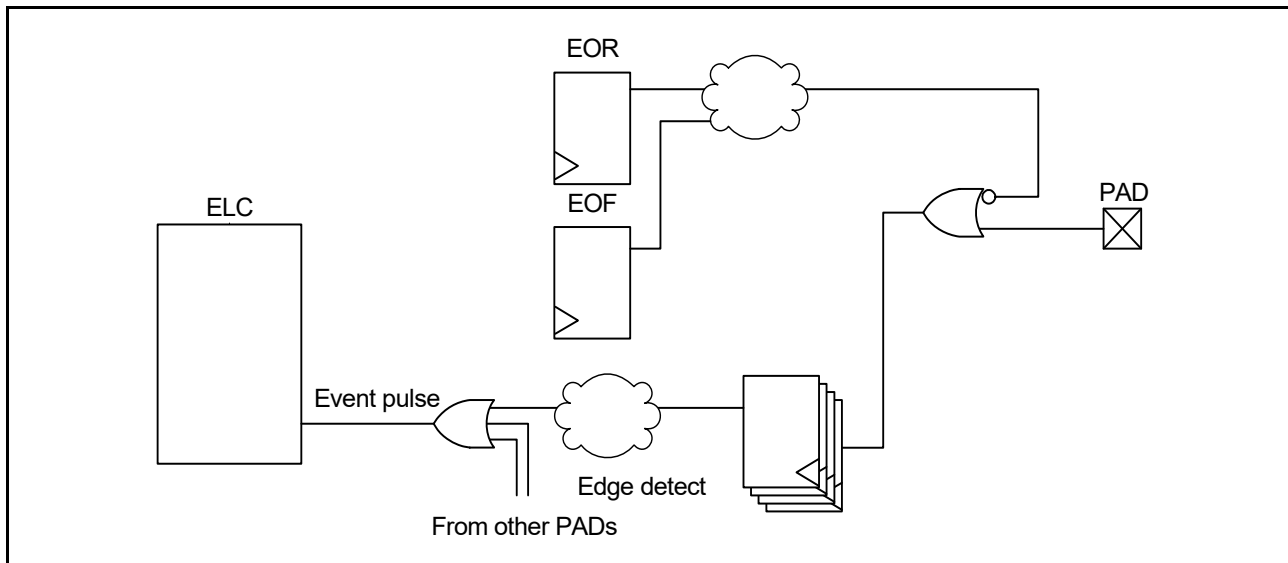 EOR
PAD
ELC
EOF
Event pulse
Edge detect
From other PADs